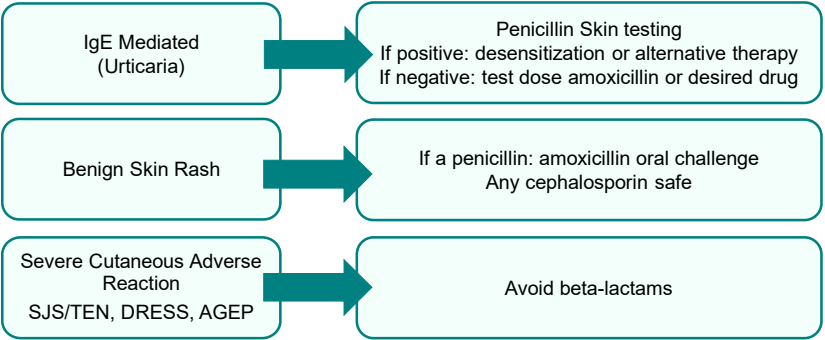 IgE Mediated
(Urticaria)
Penicillin Skin testing
If positive: desensitization or alternative therapy
If negative: test dose amoxicillin or desired drug
Benign Skin Rash
If a penicillin: amoxicillin oral challenge
Any cephalosporin safe
Severe Cutaneous Adverse
Reaction
SJS/TEN, DRESS, AGEP
Avoid beta-lactams